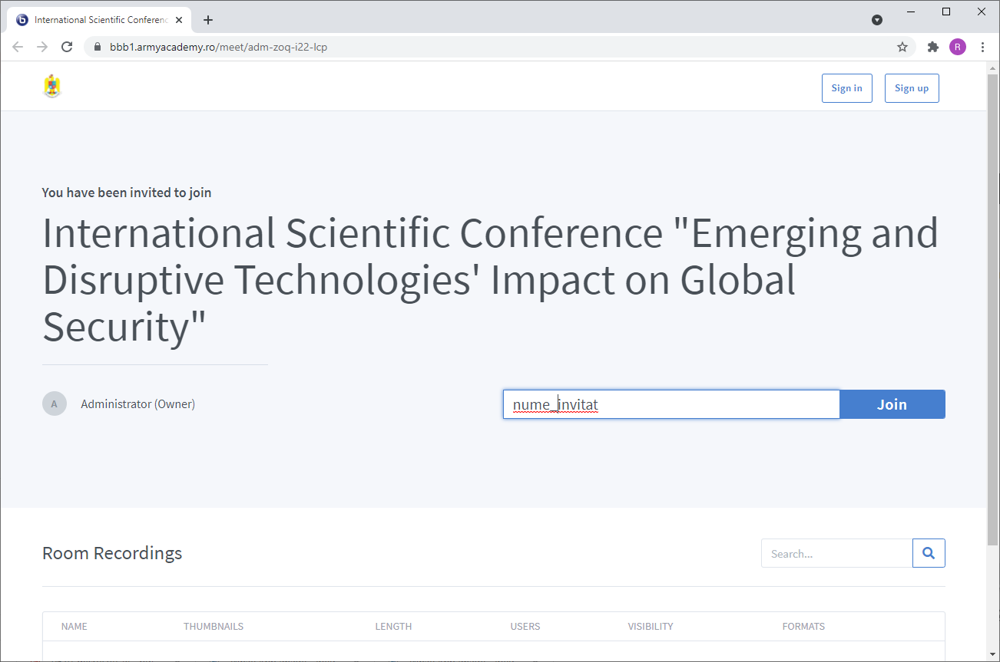 International Scientific Conferenc
bbb1.armyacademy.ro/meet/adm-zoq-i22-lcp
R
Sign in
Sign up
You have been invited to join
International Scientific Conference "Emerging and
Disruptive Technologies' Impact on Global
Security"
A
Administrator (Owner)
nume_invitat
Join
Room Recordings
Search...
NAME THUMBNAILS LENGTH USERS VISIBILITY FORMATS